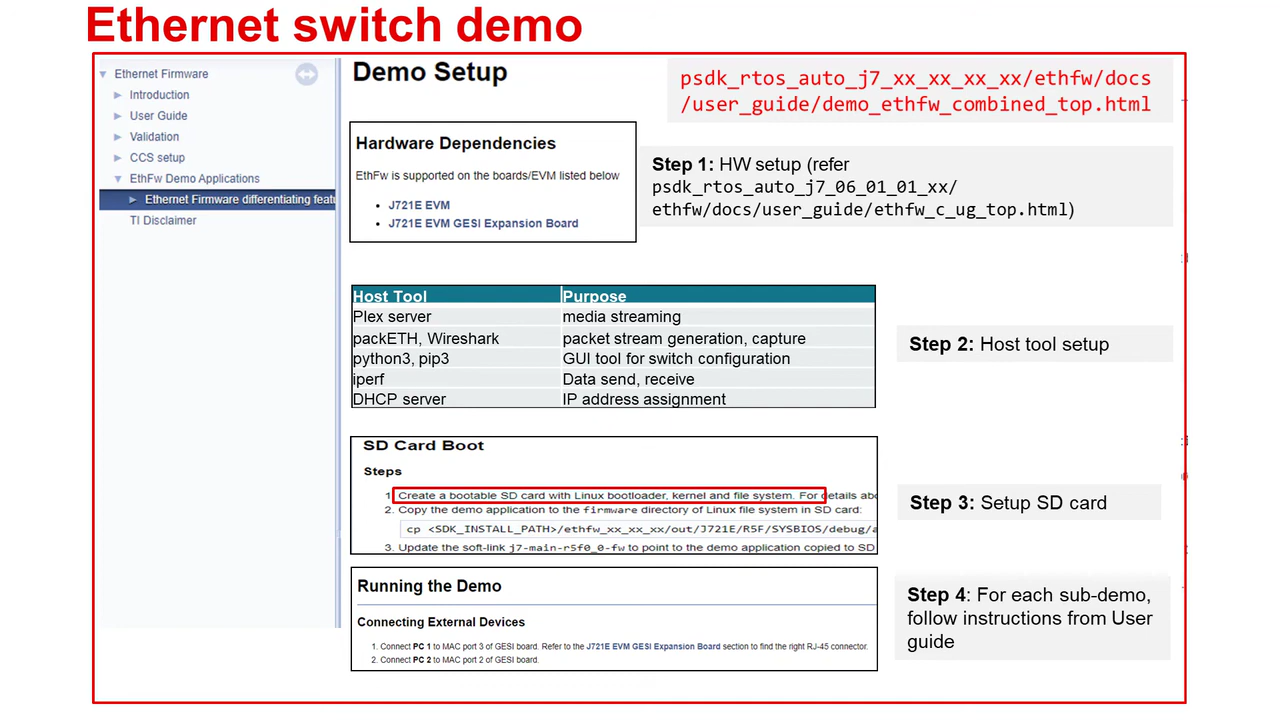 Ethernet switch demo
Ethernet Firmware
Introduction
User Guide
Validation
CCS setup
EthFw Demo Applications
Ethernet Firmware differentiating featu
TI Disclaimer
Demo Setup
psdk_rtos_auto_j7_xx_xx_xx_xx/ethfw/docs
/user_guide/demo_ethfw_combined_top.html
Hardware Dependencies
EthFw is supported on the boards/EVM listed below
• J721E EVM
• J721E EVM GESI Expansion Board
Step 1: HW setup (refer
psdk_rtos_auto_j7_06_01_01_xx/
ethfw/docs/user_guide/ethfw_c_ug_top.html)
Host Tool Purpose
Plex server media streaming
packETH, Wireshark packet stream generation, capture
python3, pip3 GUI tool for switch configuration
iperf Data send, receive
DHCP server IP address assignment
Step 2: Host tool setup
SD Card Boot
Steps
1. Create a bootable SD card with Linux bootloader, kernel and file system. For details abo
2. Copy the demo application to the firmware directory of Linux file system in SD card:
cp <SDK_INSTALL_PATH>/ethfw_xx_xx_xx/out/J721E/R5F/SYSBIOS/debug/a
3. Update the soft-link j7-main-r5f0_0-fw to point to the demo application copied to SD
Step 3: Setup SD card
Running the Demo
Connecting External Devices
1. Connect PC 1 to MAC port 3 of GESI board. Refer to the J721E EVM GESI Expansion Board section to find the right RJ-45 connector.
2. Connect PC 2 to MAC port 2 of GESI board.
Step 4: For each sub-demo,
follow instructions from User
guide